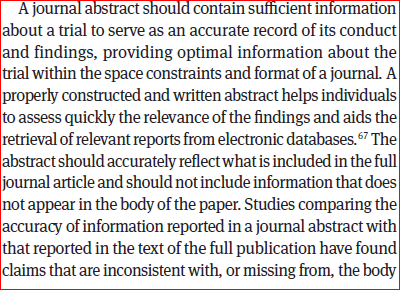 A journal abstract should contain sufficient information
about a trial to serve as an accurate record of its conduct
and findings, providing optimal information about the
trial within the space constraints and format of a journal. A
properly constructed and written abstract helps individuals
to assess quickly the relevance of the findings and aids the
retrieval of relevant reports from electronic databases.67 The
abstract should accurately reflect what is included in the full
journal article and should not include information that does
not appear in the body of the paper. Studies comparing the
accuracy of information reported in a journal abstract with
that reported in the text of the full publication have found
claims that are inconsistent with, or missing from, the body